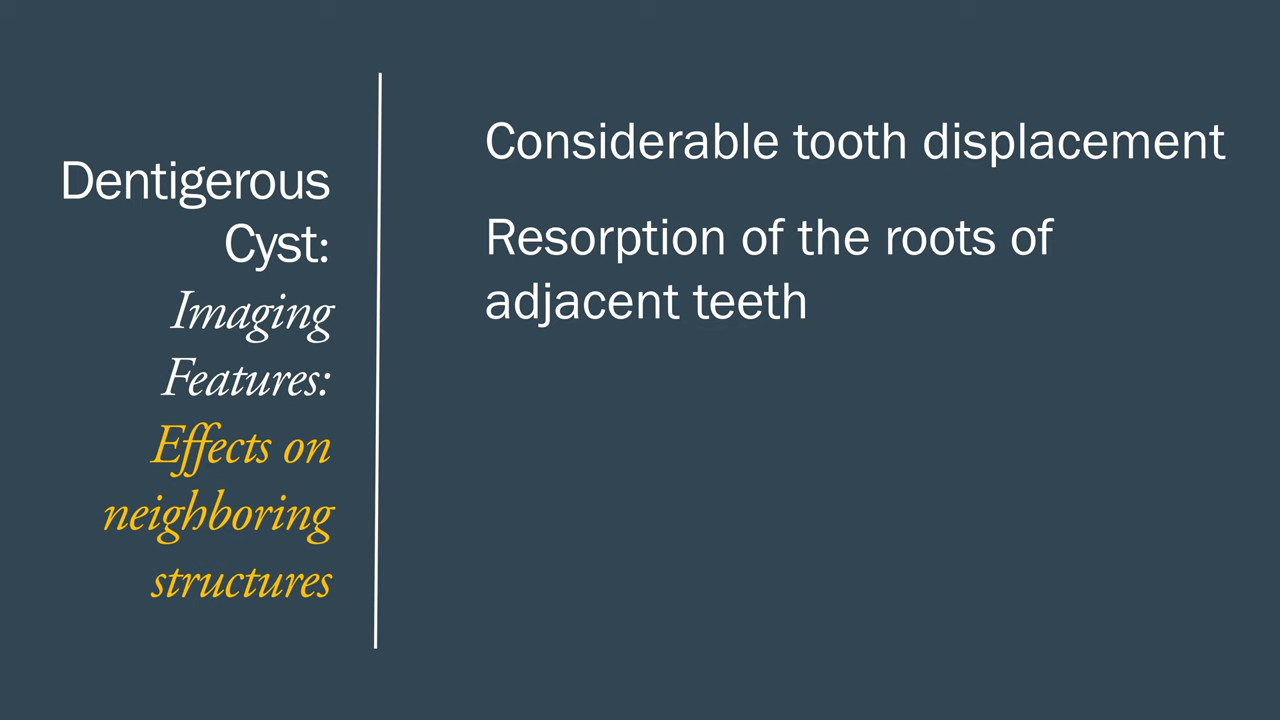 Dentigerous
Cyst:
Imaging
Features:
Effects on
neighboring
structures
Considerable tooth displacement
Resorption of the roots of
adjacent teeth